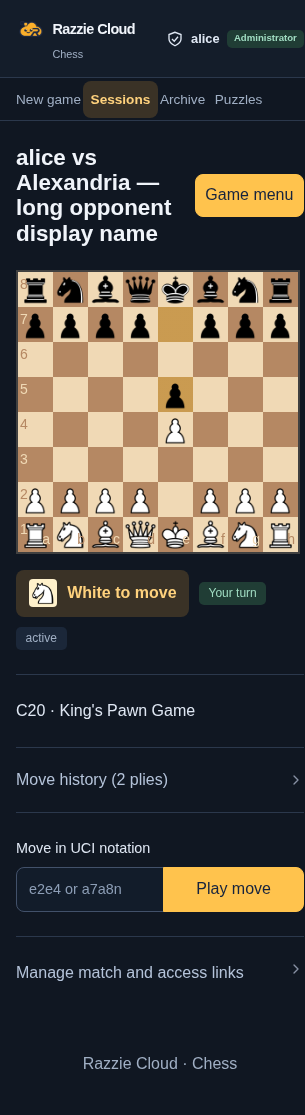 Razzie Cloud
Chess
alice Administrator
New game Sessions Archive Puzzles
alice vs
Alexandria —
long opponent
display name
Game menu
8
7
6
5
4
3
2
1
a b c d e f g h
White to move Your turn
active
C20 · King's Pawn Game
Move history (2 plies)
Move in UCI notation
e2e4 or a7a8n Play move
Manage match and access links
Razzie Cloud · Chess